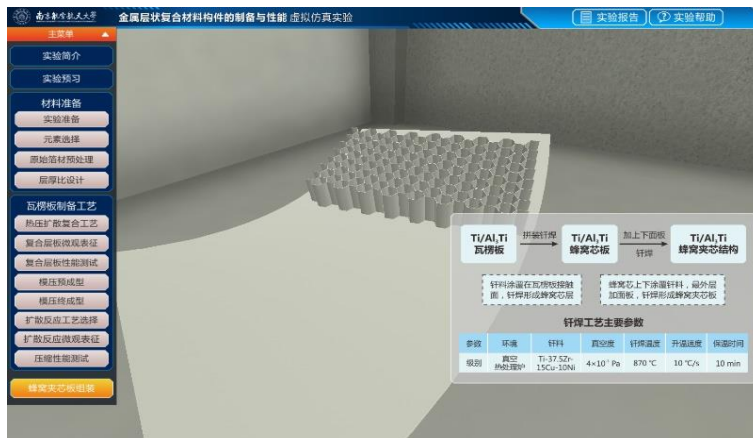 南京航空航天大学
金属层状复合材料构件的制备与性能 虚拟仿真实验
实验报告
实验帮助
主菜单
实验简介
实验预习
材料准备
实验准备
元素选择
原始箔材预处理
层厚比设计
瓦楞板制备工艺
热压扩散复合工艺
复合层板微观表征
复合层板性能测试
模压预成型
模压终成型
扩散反应工艺选择
扩散反应微观表征
压缩性能测试
蜂窝夹芯板组装
Ti/Al₃Ti
瓦楞板
拼装钎焊
Ti/Al₃Ti
蜂窝芯板
加上下面板
钎焊
Ti/Al₃Ti
蜂窝夹芯结构
钎料涂覆在瓦楞板接触
面，钎焊形成蜂窝芯层
蜂窝芯上下涂覆钎料，最外层
加面板，钎焊形成蜂窝夹芯板
钎焊工艺主要参数
参数 环境 钎料 真空度 钎焊温度 升温速度 保温时间
级别 真空热处理炉 Ti-37.5Zr-15Cu-10Ni Pa 870 ℃ 10 ℃/s 10 min